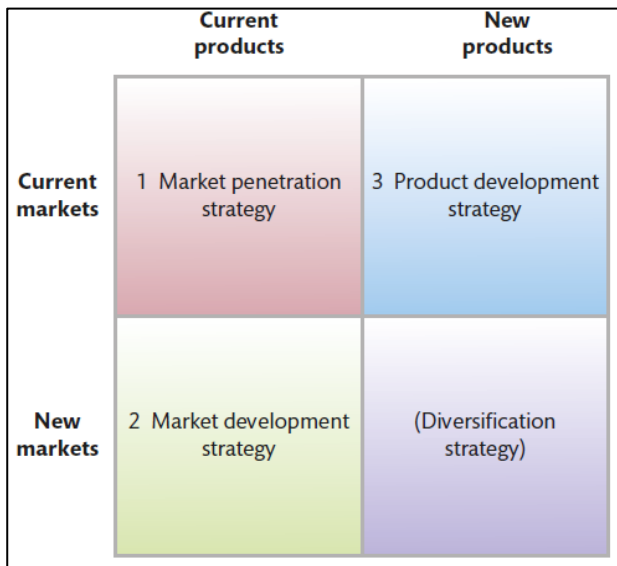 Current
products
New
products
Current
markets
1 Market penetration
strategy
3 Product development
strategy
New
markets
2 Market development
strategy
(Diversification
strategy)